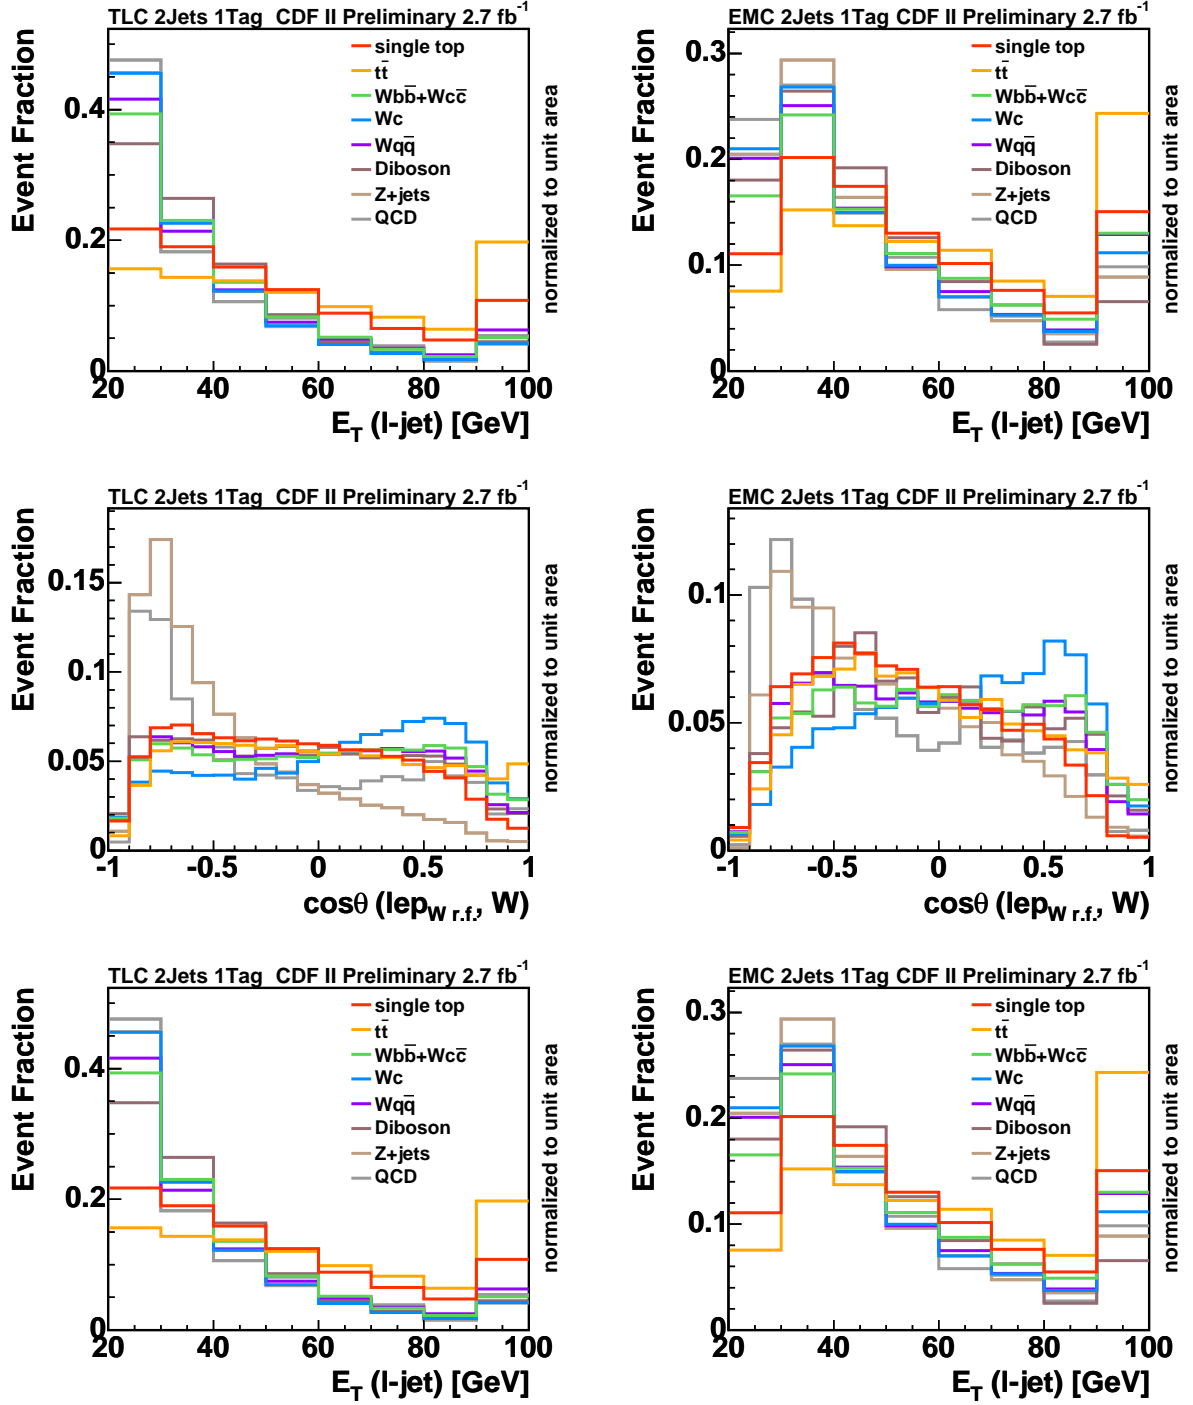 TLC 2Jets 1Tag CDF II Preliminary 2.7 fb⁻¹
Event Fraction
0.4
0.2
0
single top
tt̄
Wbb̄+Wcc̄
Wc
Wqq̄
Diboson
Z+jets
QCD
normalized to unit area
20 40 60 80 100
E_T (l-jet) [GeV]
EMC 2Jets 1Tag CDF II Preliminary 2.7 fb⁻¹
Event Fraction
0.3
0.2
0.1
0
single top
tt̄
Wbb̄+Wcc̄
Wc
Wqq̄
Diboson
Z+jets
QCD
normalized to unit area
20 40 60 80 100
E_T (l-jet) [GeV]
TLC 2Jets 1Tag CDF II Preliminary 2.7 fb⁻¹
Event Fraction
0.15
0.1
0.05
0
normalized to unit area
-1 -0.5 0 0.5 1
cosθ (lep_W r.f., W)
EMC 2Jets 1Tag CDF II Preliminary 2.7 fb⁻¹
Event Fraction
0.1
0.05
0
normalized to unit area
-1 -0.5 0 0.5 1
cosθ (lep_W r.f., W)
TLC 2Jets 1Tag CDF II Preliminary 2.7 fb⁻¹
Event Fraction
0.4
0.2
0
single top
tt̄
Wbb̄+Wcc̄
Wc
Wqq̄
Diboson
Z+jets
QCD
normalized to unit area
20 40 60 80 100
E_T (l-jet) [GeV]
EMC 2Jets 1Tag CDF II Preliminary 2.7 fb⁻¹
Event Fraction
0.3
0.2
0.1
0
single top
tt̄
Wbb̄+Wcc̄
Wc
Wqq̄
Diboson
Z+jets
QCD
normalized to unit area
20 40 60 80 100
E_T (l-jet) [GeV]